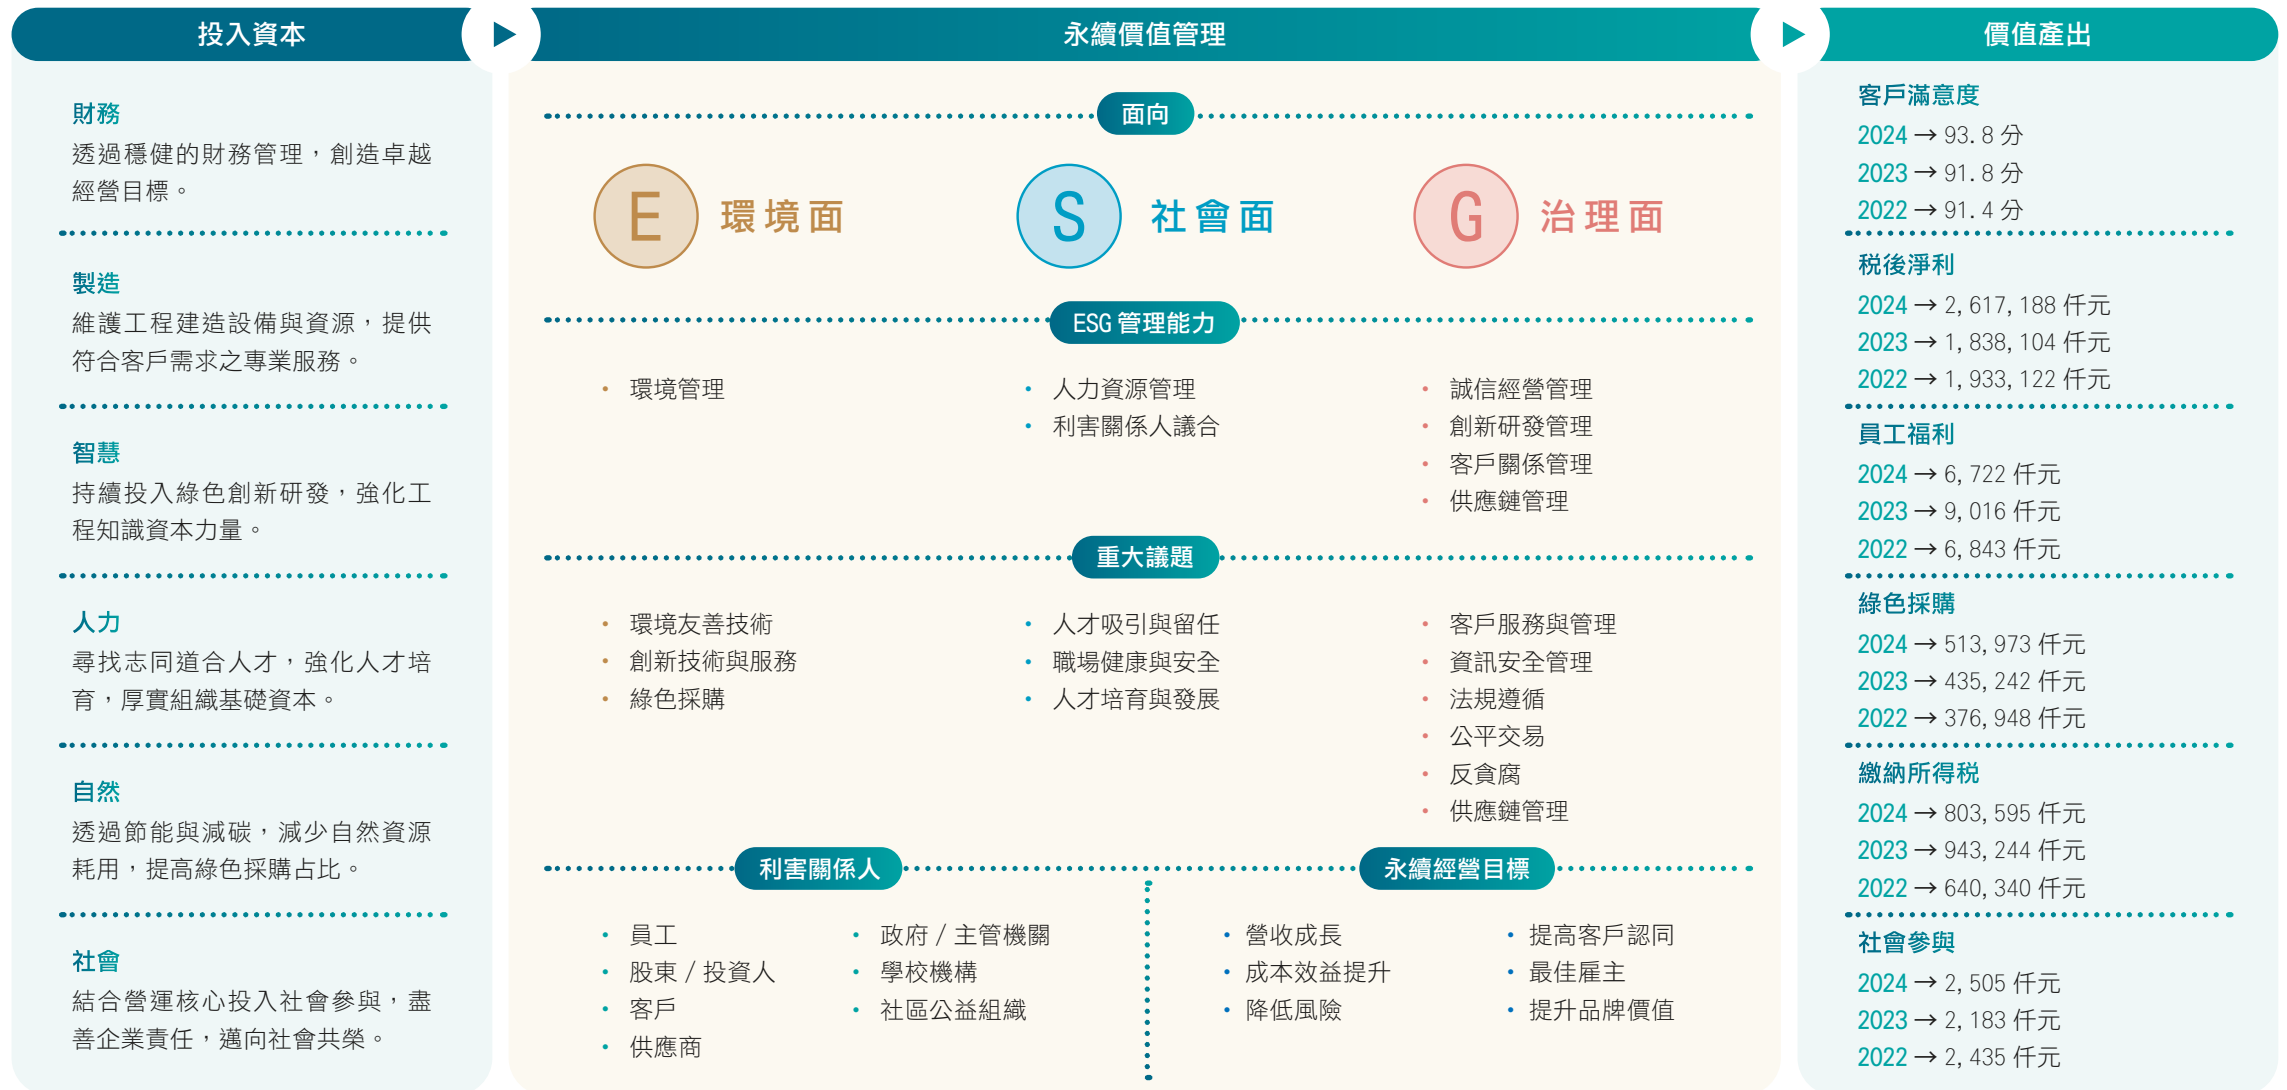 投入資本
財務
透過穩健的財務管理，創造卓越
經營目標。
製造
維護工程建造設備與資源，提供
符合客戶需求之專業服務。
智慧
持續投入綠色創新研發，強化工
程知識資本力量。
人力
尋找志同道合人才，強化人才培
育，厚實組織基礎資本。
自然
透過節能與減碳，減少自然資源
耗用，提高綠色採購占比。
社會
結合營運核心投入社會參與，盡
善企業責任，邁向社會共榮。
永續價值管理
面向
E 環境面
S 社會面
G 治理面
ESG 管理能力
• 環境管理
• 人力資源管理
• 利害關係人議合
• 誠信經營管理
• 創新研發管理
• 客戶關係管理
• 供應鏈管理
重大議題
• 環境友善技術
• 創新技術與服務
• 綠色採購
• 人才吸引與留任
• 職場健康與安全
• 人才培育與發展
• 客戶服務與管理
• 資訊安全管理
• 法規遵循
• 公平交易
• 反貪腐
• 供應鏈管理
利害關係人
• 員工
• 股東 / 投資人
• 客戶
• 供應商
• 政府 / 主管機關
• 學校機構
• 社區公益組織
永續經營目標
• 營收成長
• 成本效益提升
• 降低風險
• 提高客戶認同
• 最佳雇主
• 提升品牌價值
價值產出
客戶滿意度
2024 → 93.8 分
2023 → 91.8 分
2022 → 91.4 分
稅後淨利
2024 → 2,617,188 仟元
2023 → 1,838,104 仟元
2022 → 1,933,122 仟元
員工福利
2024 → 6,722 仟元
2023 → 9,016 仟元
2022 → 6,843 仟元
綠色採購
2024 → 513,973 仟元
2023 → 435,242 仟元
2022 → 376,948 仟元
繳納所得稅
2024 → 803,595 仟元
2023 → 943,244 仟元
2022 → 640,340 仟元
社會參與
2024 → 2,505 仟元
2023 → 2,183 仟元
2022 → 2,435 仟元